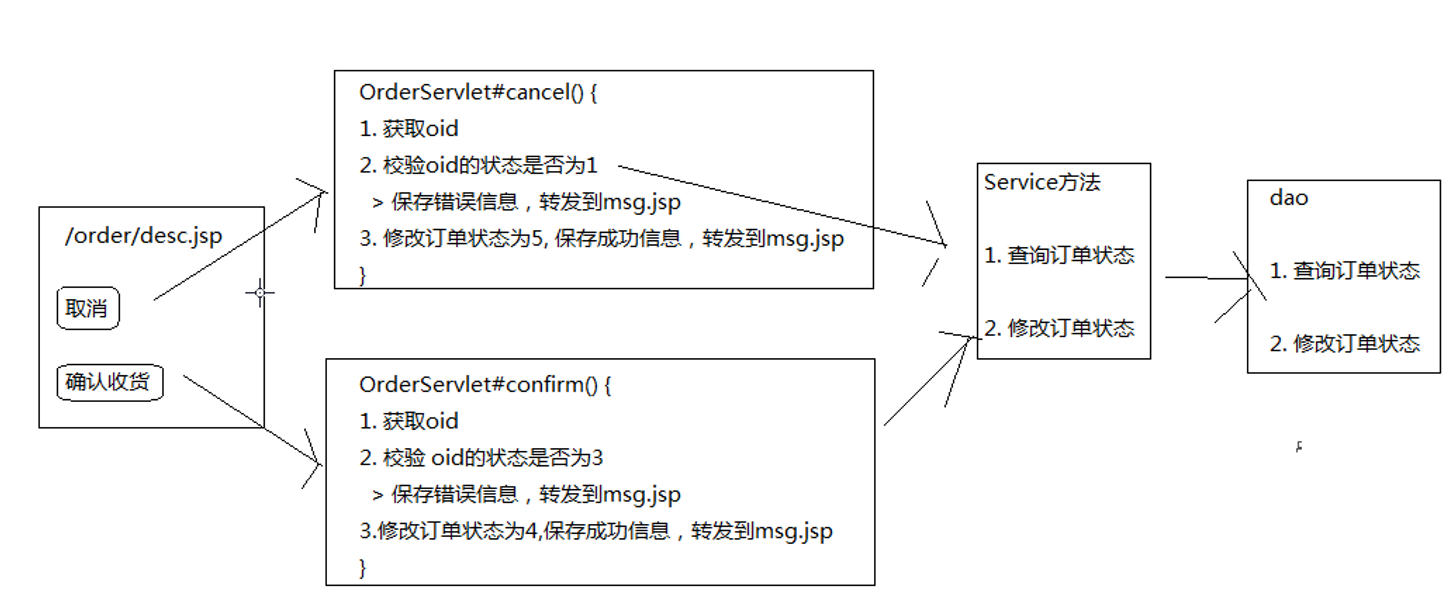 /order/desc.jsp
取消
确认收货
OrderServlet#cancel() {
1. 获取oid
2. 校验oid的状态是否为1
> 保存错误信息，转发到msg.jsp
3. 修改订单状态为5, 保存成功信息，转发到msg.jsp
}
OrderServlet#confirm() {
1. 获取oid
2. 校验 oid的状态是否为3
> 保存错误信息，转发到msg.jsp
3.修改订单状态为4,保存成功信息，转发到msg.jsp
}
Service方法
1. 查询订单状态
2. 修改订单状态
dao
1. 查询订单状态
2. 修改订单状态